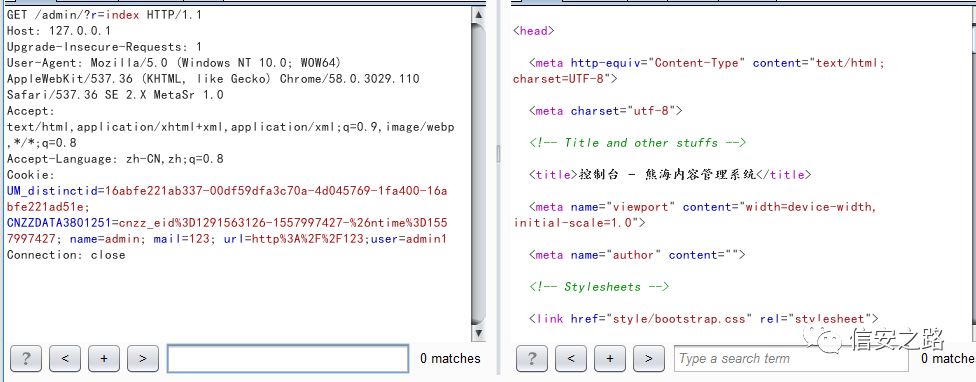 GET /admin/?r=index HTTP/1.1
Host: 127.0.0.1
Upgrade-Insecure-Requests: 1
User-Agent: Mozilla/5.0 (Windows NT 10.0; WOW64)
AppleWebKit/537.36 (KHTML, like Gecko) Chrome/58.0.3029.110
Safari/537.36 SE 2.X MetaSr 1.0
Accept:
text/html,application/xhtml+xml,application/xml;q=0.9,image/webp
,*/*;q=0.8
Accept-Language: zh-CN,zh;q=0.8
Cookie:
UM_distinctid=16abfe221ab337-00df59dfa3c70a-4d045769-1fa400-16a
bfe221ad51e;
CNZZDATA3801251=cnzz_eid%3D1291563126-1557997427-%26ntime%3D155
7997427; name=admin; mail=123; url=http%3A%2F%2F123;user=admin1
Connection: close
? < + > 0 matches
<head>
<meta http-equiv="Content-Type" content="text/html;
charset=UTF-8">
<meta charset="utf-8">
<!-- Title and other stuffs -->
<title>控制台 - 熊海内容管理系统</title>
<meta name="viewport" content="width=device-width,
initial-scale=1.0">
<meta name="author" content="">
<!-- Stylesheets -->
<link href="style/bootstrap.css" rel="stylesheet">
信安之路
? < + > Type a search term 0 matche